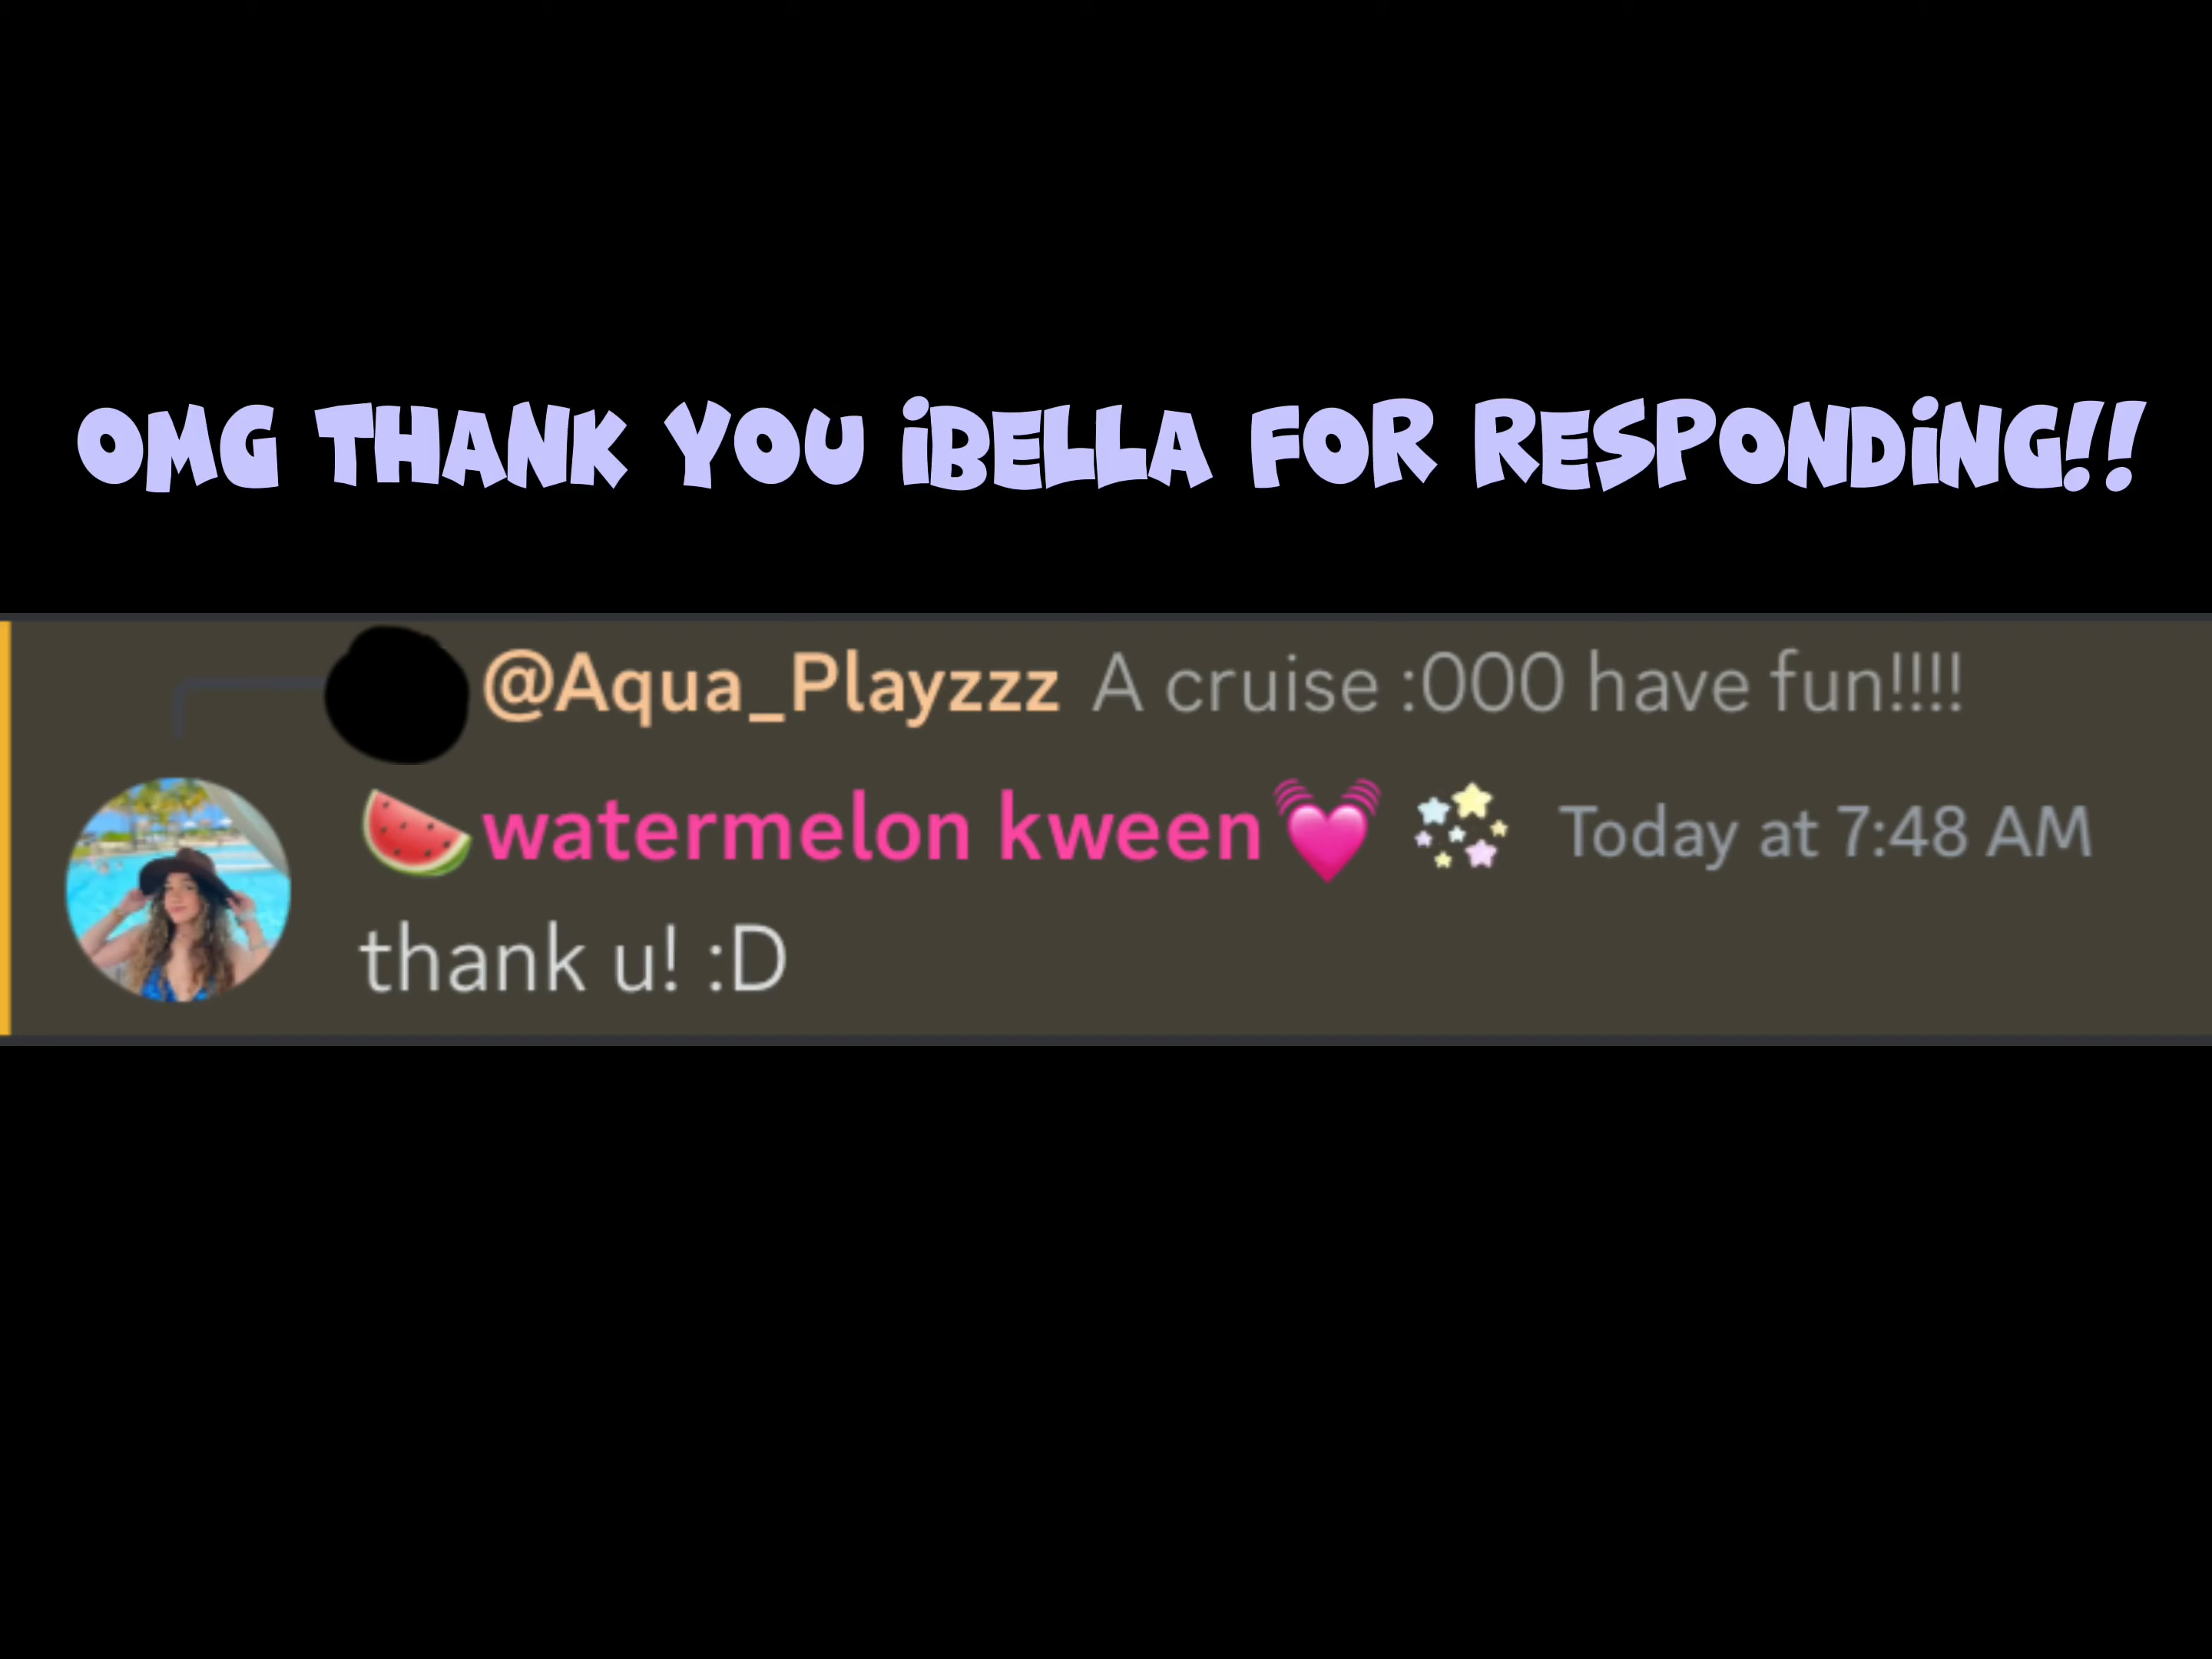 OMG THANK YOU iBELLA FOR RESPONDiNG!!
@Aqua_Playzzz A cruise :000 have fun!!!!
🍉watermelon kween💓 Today at 7:48 AM
thank u! :D